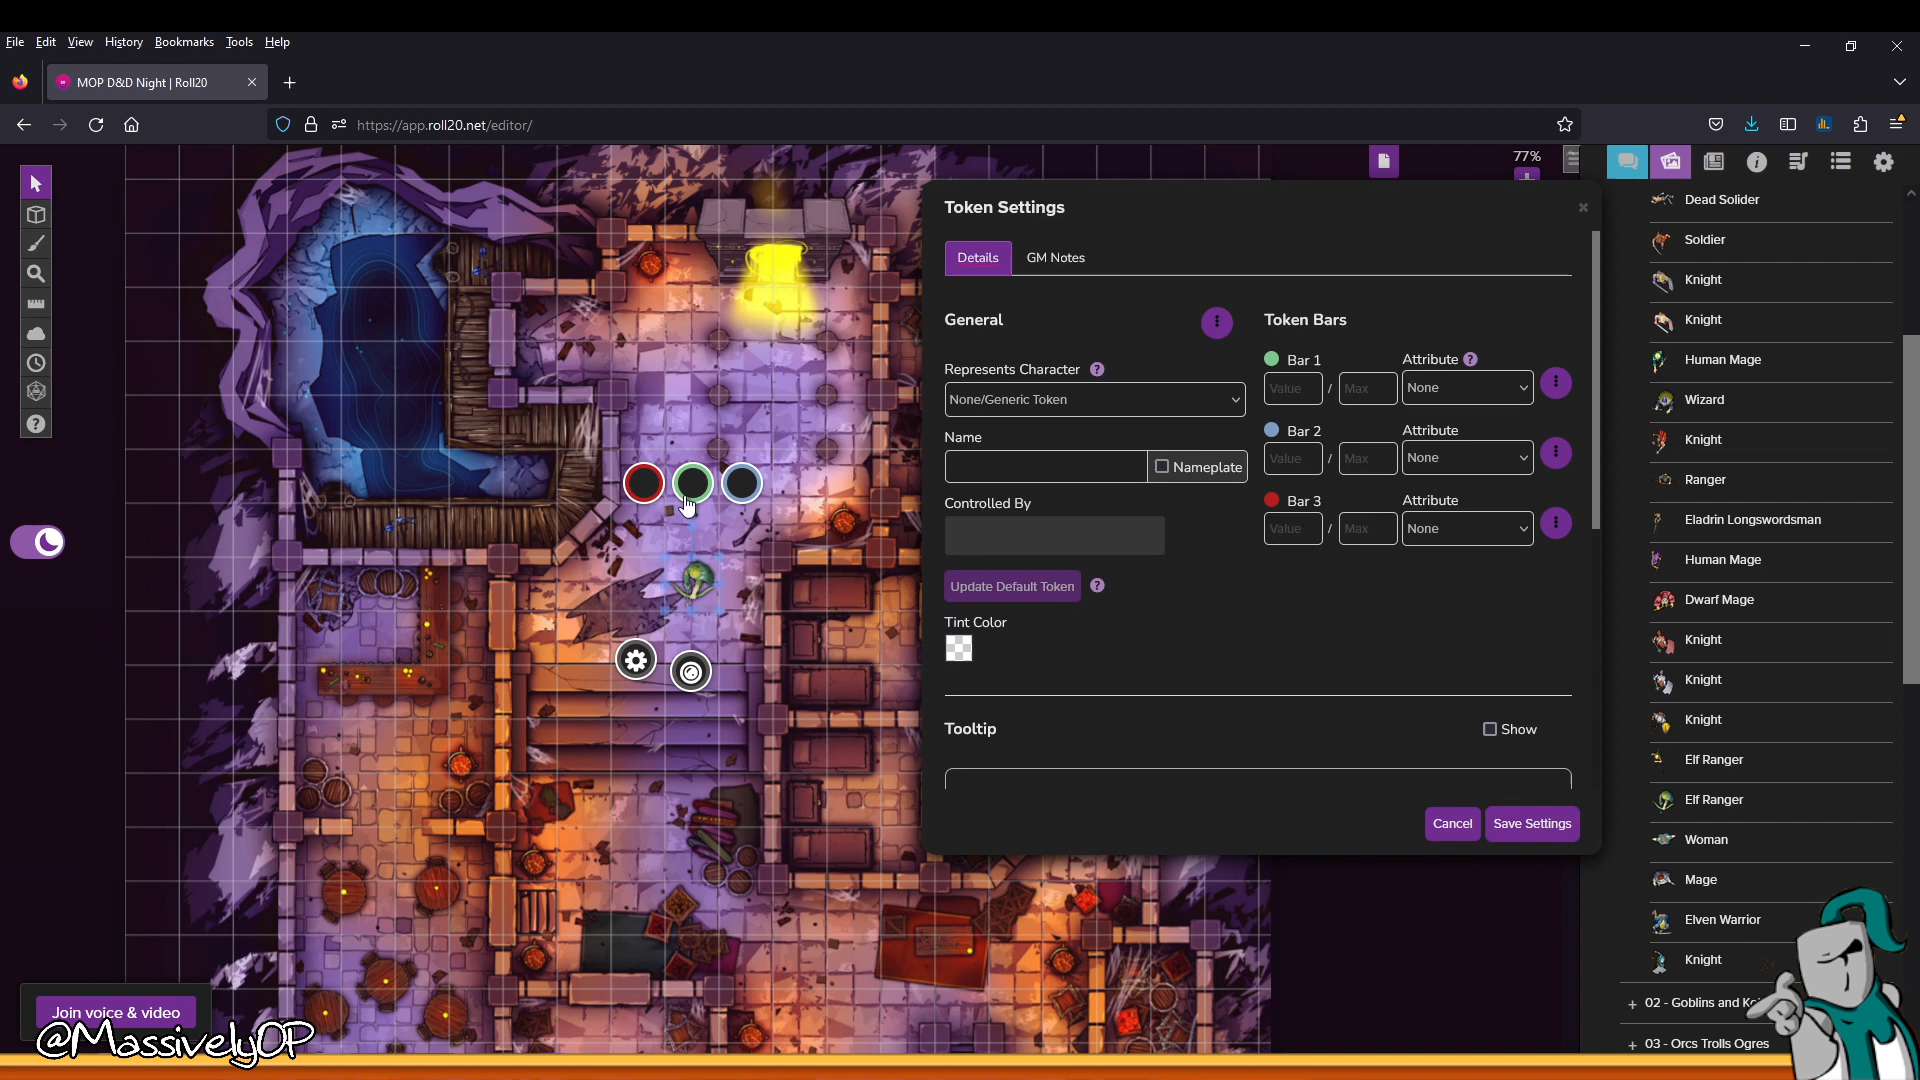 File Edit View History Bookmarks Tools Help
MOP D&D Night | Roll20
https://app.roll20.net/editor/
77%
Token Settings
Details GM Notes
General
Represents Character ?
None/Generic Token
Name
Nameplate
Controlled By
Update Default Token ?
Tint Color
Token Bars
Bar 1 Attribute ?
Value / Max None
Bar 2 Attribute
Value / Max None
Bar 3 Attribute
Value / Max None
Tooltip Show
Cancel Save Settings
Dead Solider
Soldier
Knight
Knight
Human Mage
Wizard
Knight
Ranger
Eladrin Longswordsman
Human Mage
Dwarf Mage
Knight
Knight
Knight
Elf Ranger
Elf Ranger
Woman
Mage
Elven Warrior
Knight
+ 02 - Goblins and
+ 03 - Orcs Trolls Ogres
Join voice & video
@MassivelyOP